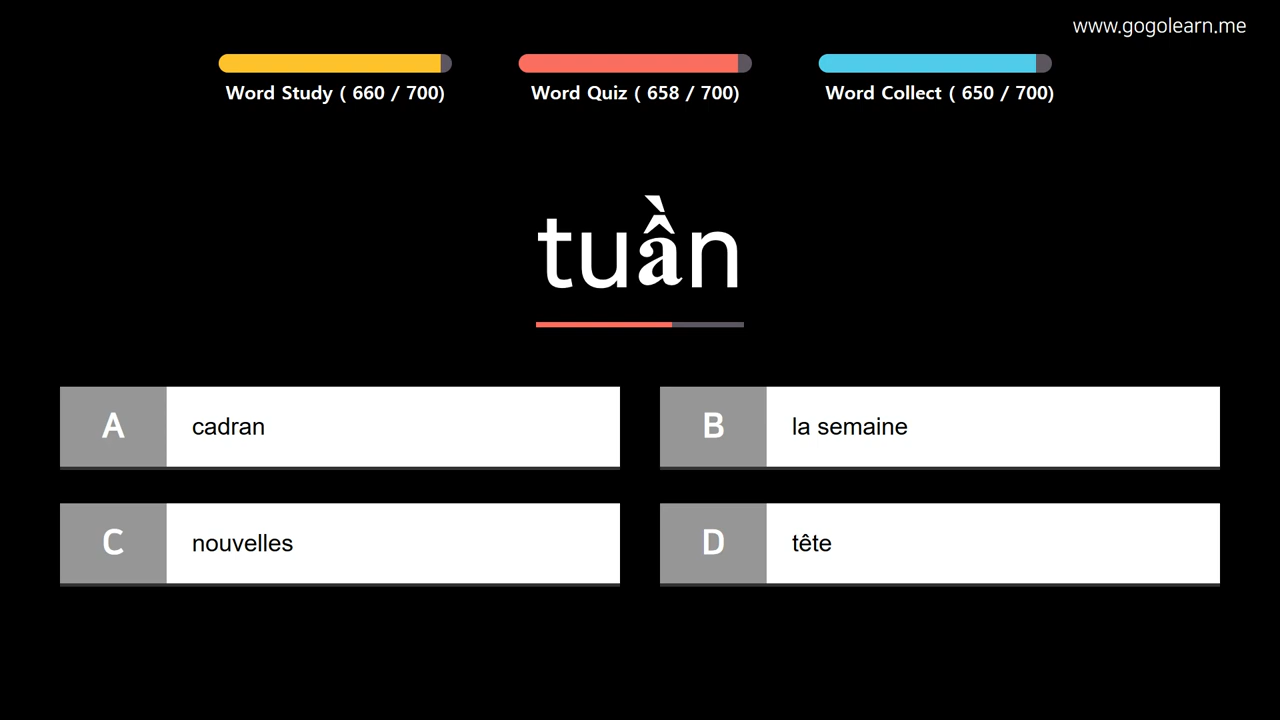 www.gogolearn.me
Word Study ( 660 / 700)
Word Quiz ( 658 / 700)
Word Collect ( 650 / 700)
tuần
A cadran
B la semaine
C nouvelles
D tête